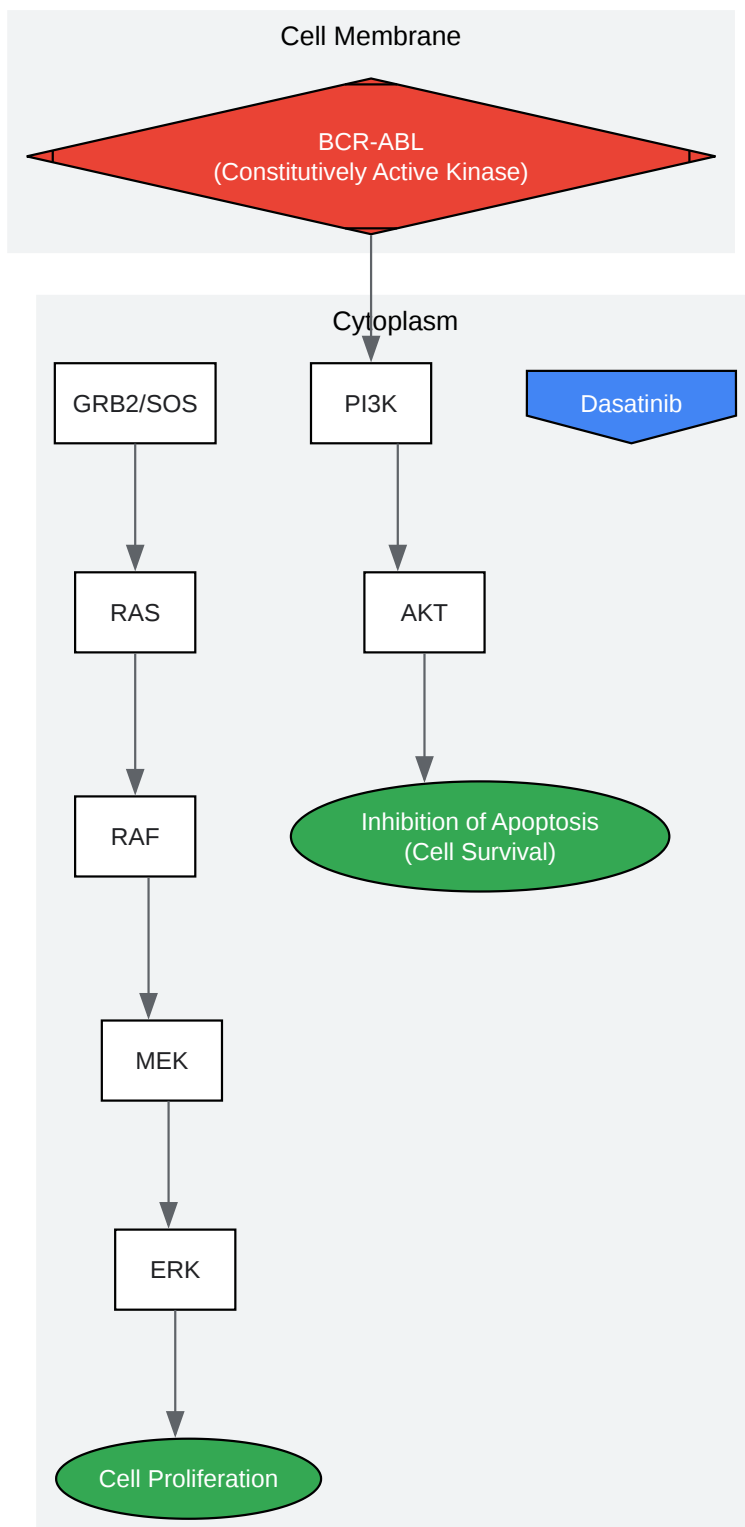 Cell Membrane
BCR-ABL
(Constitutively Active Kinase)
Cytoplasm
GRB2/SOS
PI3K
Dasatinib
RAS
AKT
RAF
Inhibition of Apoptosis
(Cell Survival)
MEK
ERK
Cell Proliferation